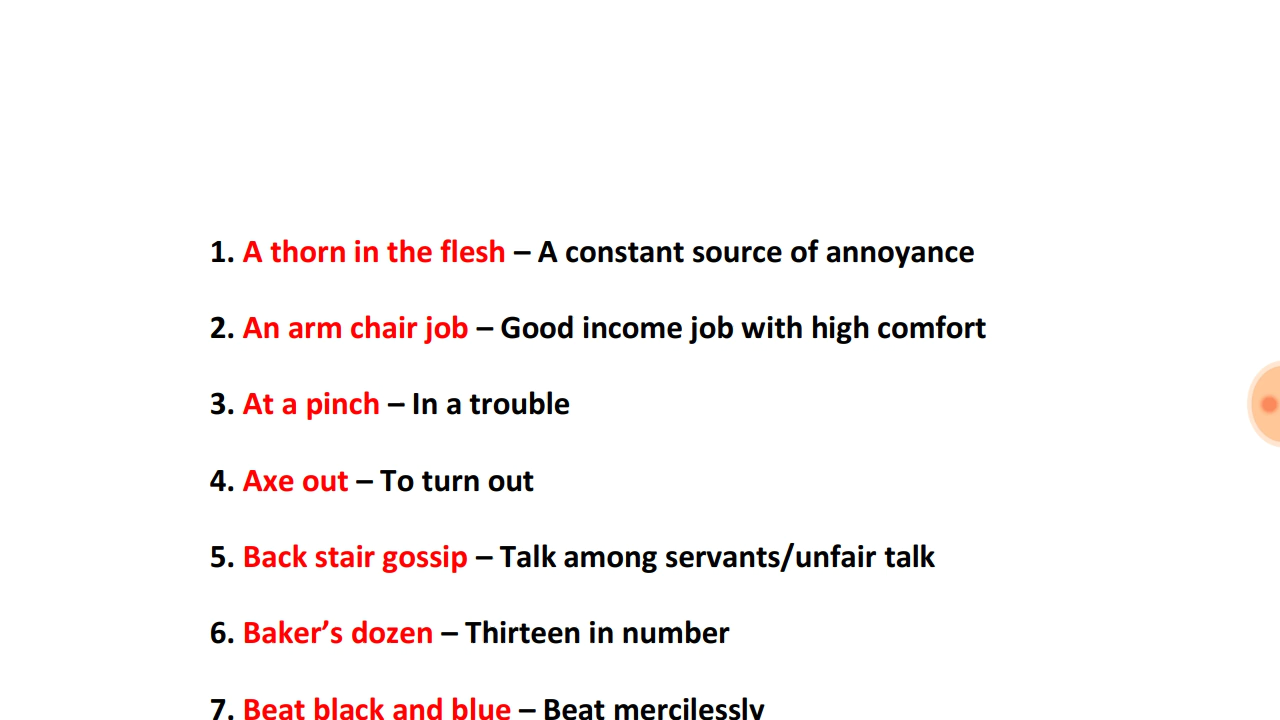 1. A thorn in the flesh – A constant source of annoyance
2. An arm chair job – Good income job with high comfort
3. At a pinch – In a trouble
4. Axe out – To turn out
5. Back stair gossip – Talk among servants/unfair talk
6. Baker’s dozen – Thirteen in number
7. Beat black and blue – Beat mercilessly